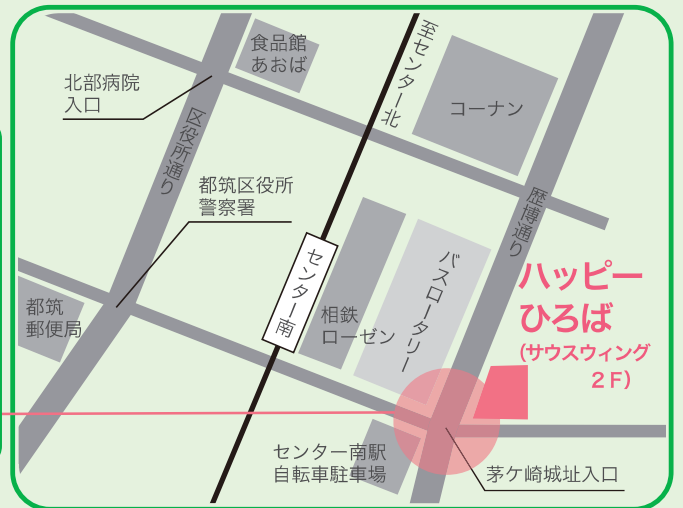 食品館
あおば
至センター北
北部病院
入口
コーナン
区役所通り
都筑区役所
警察署
歴博通り
センター南
バスロータリー
ハッピー
ひろば
(サウスウィング
2F)
都筑
郵便局
相鉄
ローゼン
センター南駅
自転車駐車場
茅ケ崎城址入口